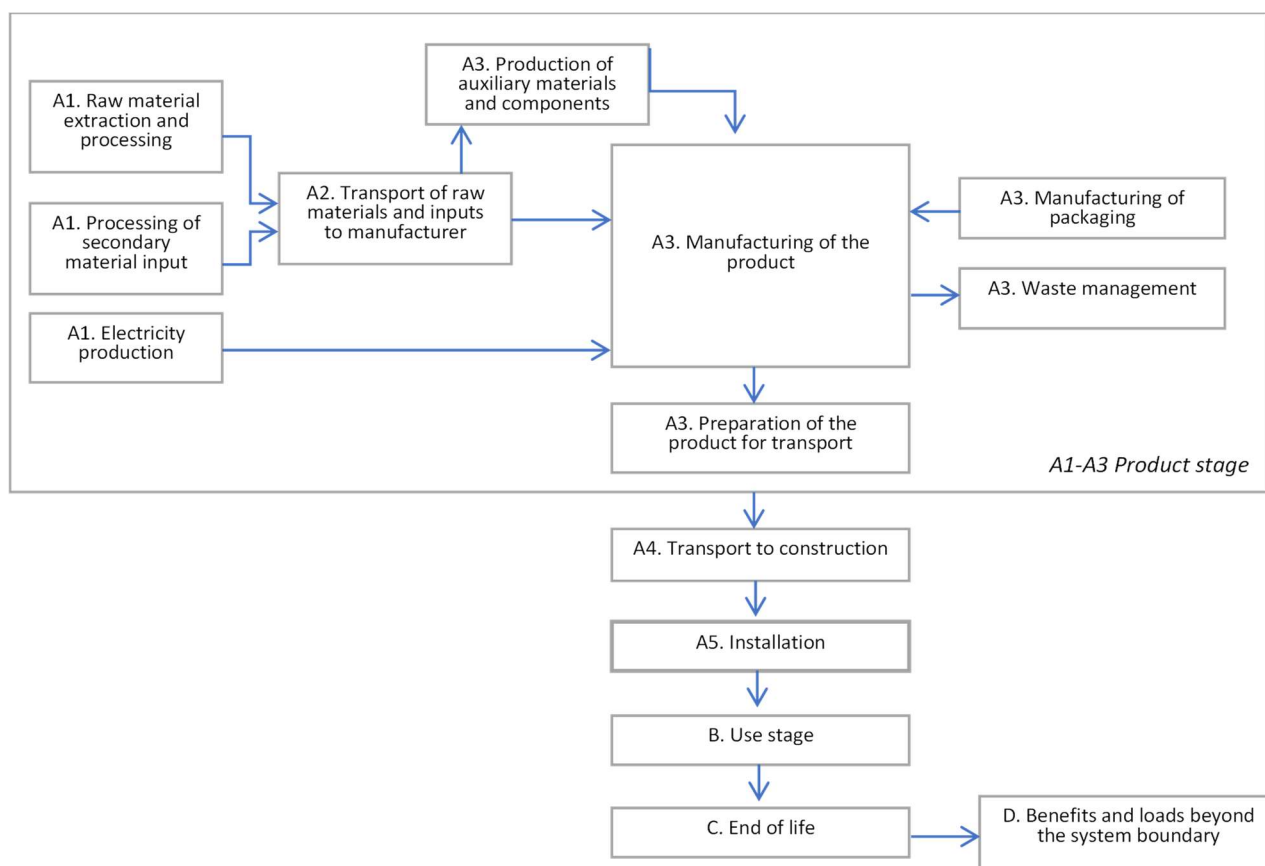 A3. Production of
auxiliary materials
and components
A1. Raw material
extraction and
processing
A2. Transport of raw
materials and inputs
to manufacturer
A1. Processing of
secondary
material input
A1. Electricity
production
A3. Manufacturing of the
product
A3. Manufacturing of
packaging
A3. Waste management
A3. Preparation of the
product for transport
A1-A3 Product stage
A4. Transport to construction
A5. Installation
B. Use stage
C. End of life
D. Benefits and loads beyond
the system boundary